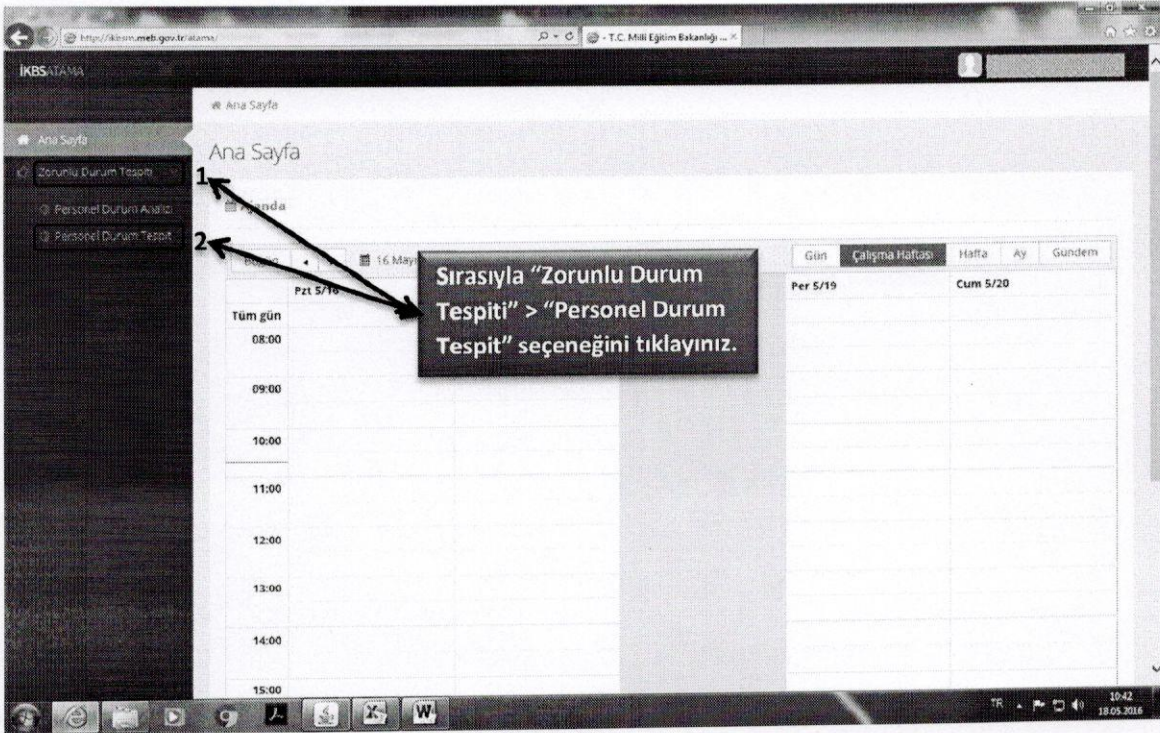 http://ikbsm.meb.gov.tr/atama/
- T.C. Milli Eğitim Bakanlığı ... ×
İKBSATAMA
Ana Sayfa
Ana Sayfa
Ana Sayfa
Zorunlu Durum Tespiti
1
Personel Durum Analizi
Personel Durum Tespit
2
Ajanda
16 Mayıs
Gün
Çalışma Haftası
Hafta
Ay
Gündem
Sırasıyla “Zorunlu Durum
Tespiti” > “Personel Durum
Tespit” seçeneğini tıklayınız.
Pzt 5/16
Per 5/19
Cum 5/20
Tüm gün
08:00
09:00
10:00
11:00
12:00
13:00
14:00
15:00
TR
10:42
18.05.2016